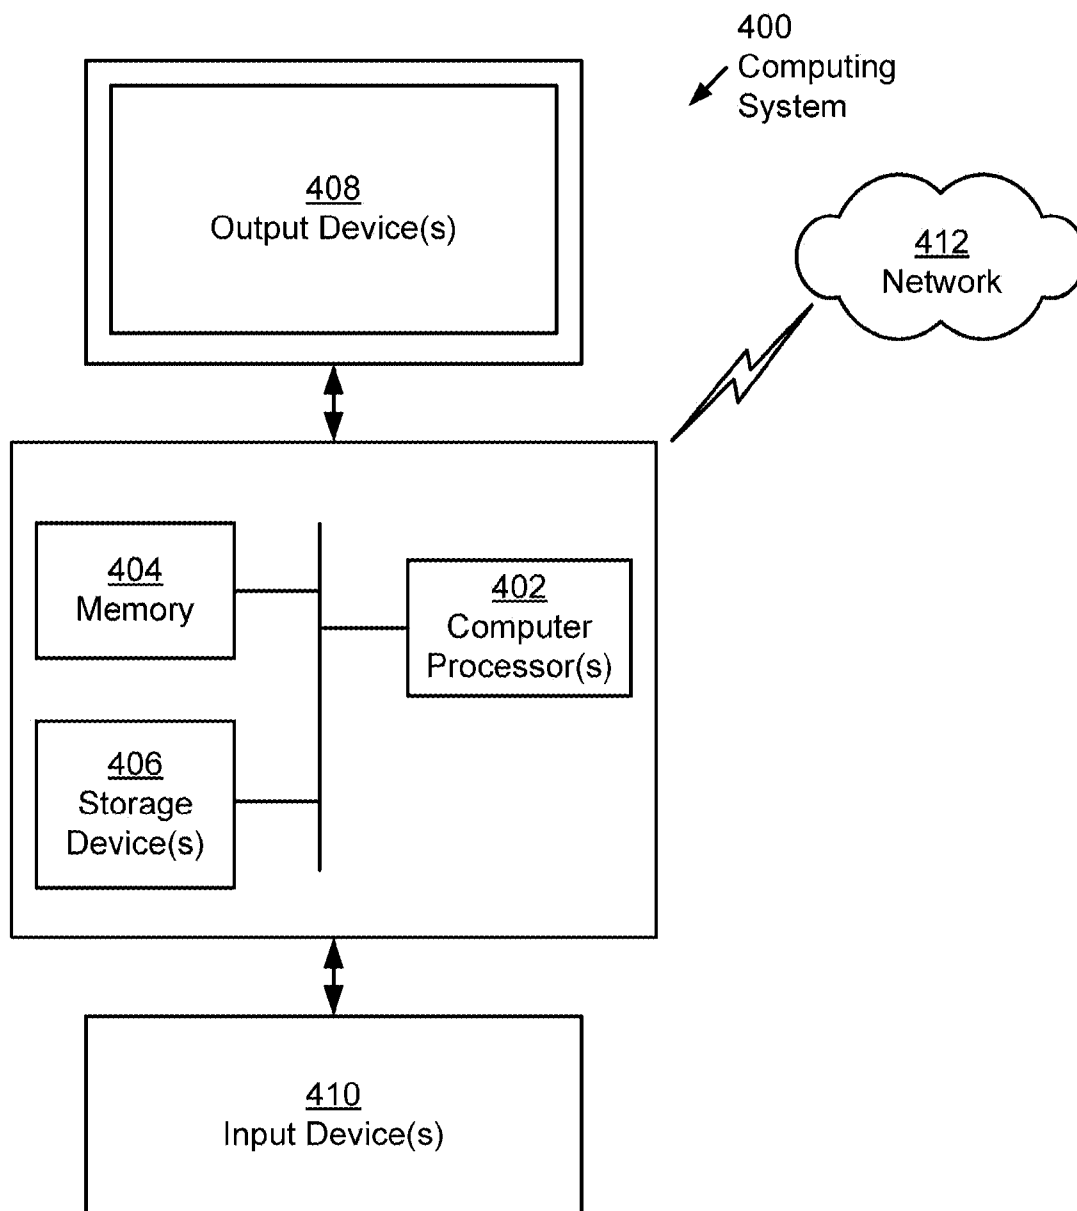 400
Computing
System
408
Output Device(s)
412
Network
404
Memory
402
Computer
Processor(s)
406
Storage
Device(s)
410
Input Device(s)